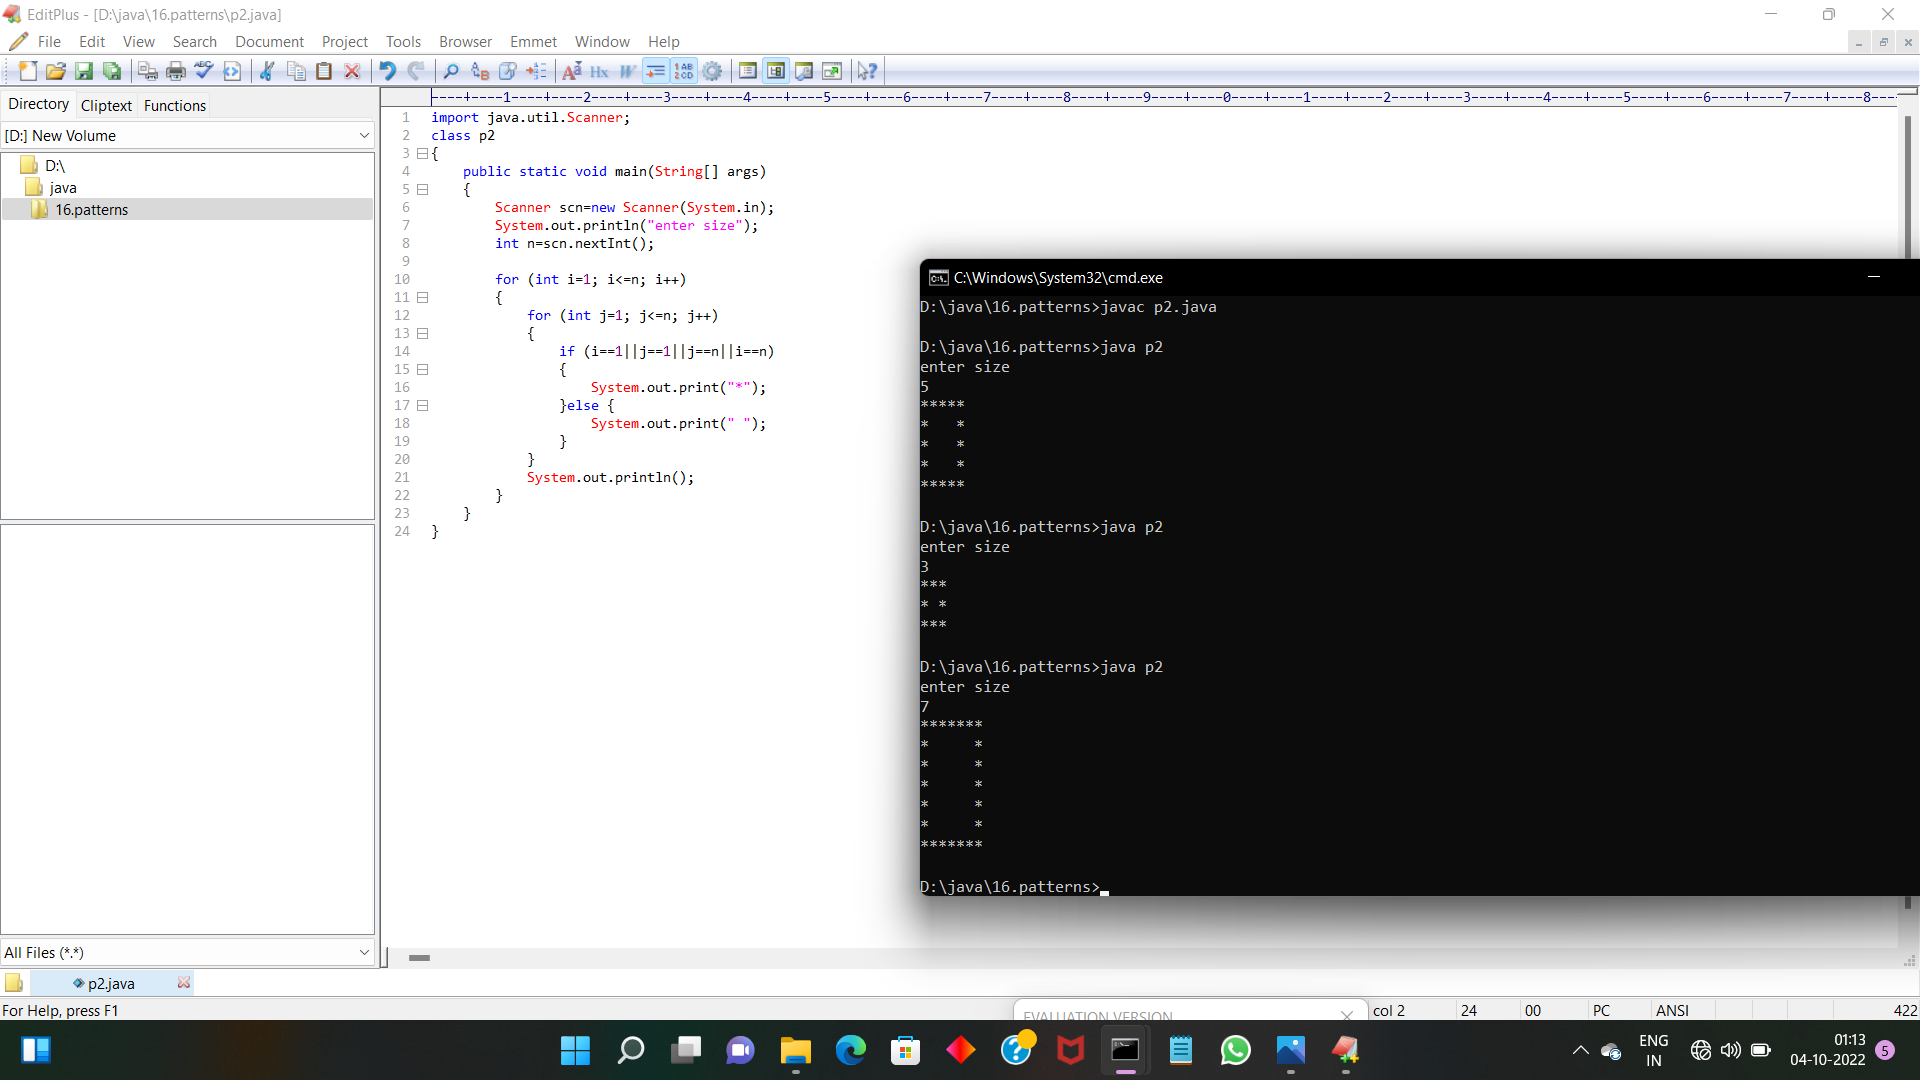 EditPlus - [D:\java\16.patterns\p2.java]
File Edit View Search Document Project Tools Browser Emmet Window Help
Directory Cliptext Functions
[D:] New Volume
D:\
java
16.patterns
All Files (*.*)
----+----1----+----2----+----3----+----4----+----5----+----6----+----7----+----8----+----9----+----0----+----1----+----2----+----3----+----4----+----5----+----6----+----7----+----8---
1 import java.util.Scanner;
2 class p2
3 {
4     public static void main(String[] args)
5     {
6         Scanner scn=new Scanner(System.in);
7         System.out.println("enter size");
8         int n=scn.nextInt();
9
10         for (int i=1; i<=n; i++)
11         {
12             for (int j=1; j<=n; j++)
13             {
14                 if (i==1||j==1||j==n||i==n)
15                 {
16                     System.out.print("*");
17                 }else {
18                     System.out.print(" ");
19                 }
20             }
21             System.out.println();
22         }
23     }
24 }
C:\Windows\System32\cmd.exe
D:\java\16.patterns>javac p2.java
D:\java\16.patterns>java p2
enter size
5
*****
*   *
*   *
*   *
*****
D:\java\16.patterns>java p2
enter size
3
***
* *
***
D:\java\16.patterns>java p2
enter size
7
*******
*     *
*     *
*     *
*     *
*     *
*******
D:\java\16.patterns>
p2.java
For Help, press F1
EVALUATION VERSION
col 2 24 00 PC ANSI 422
ENG
IN
01:13
04-10-2022
5